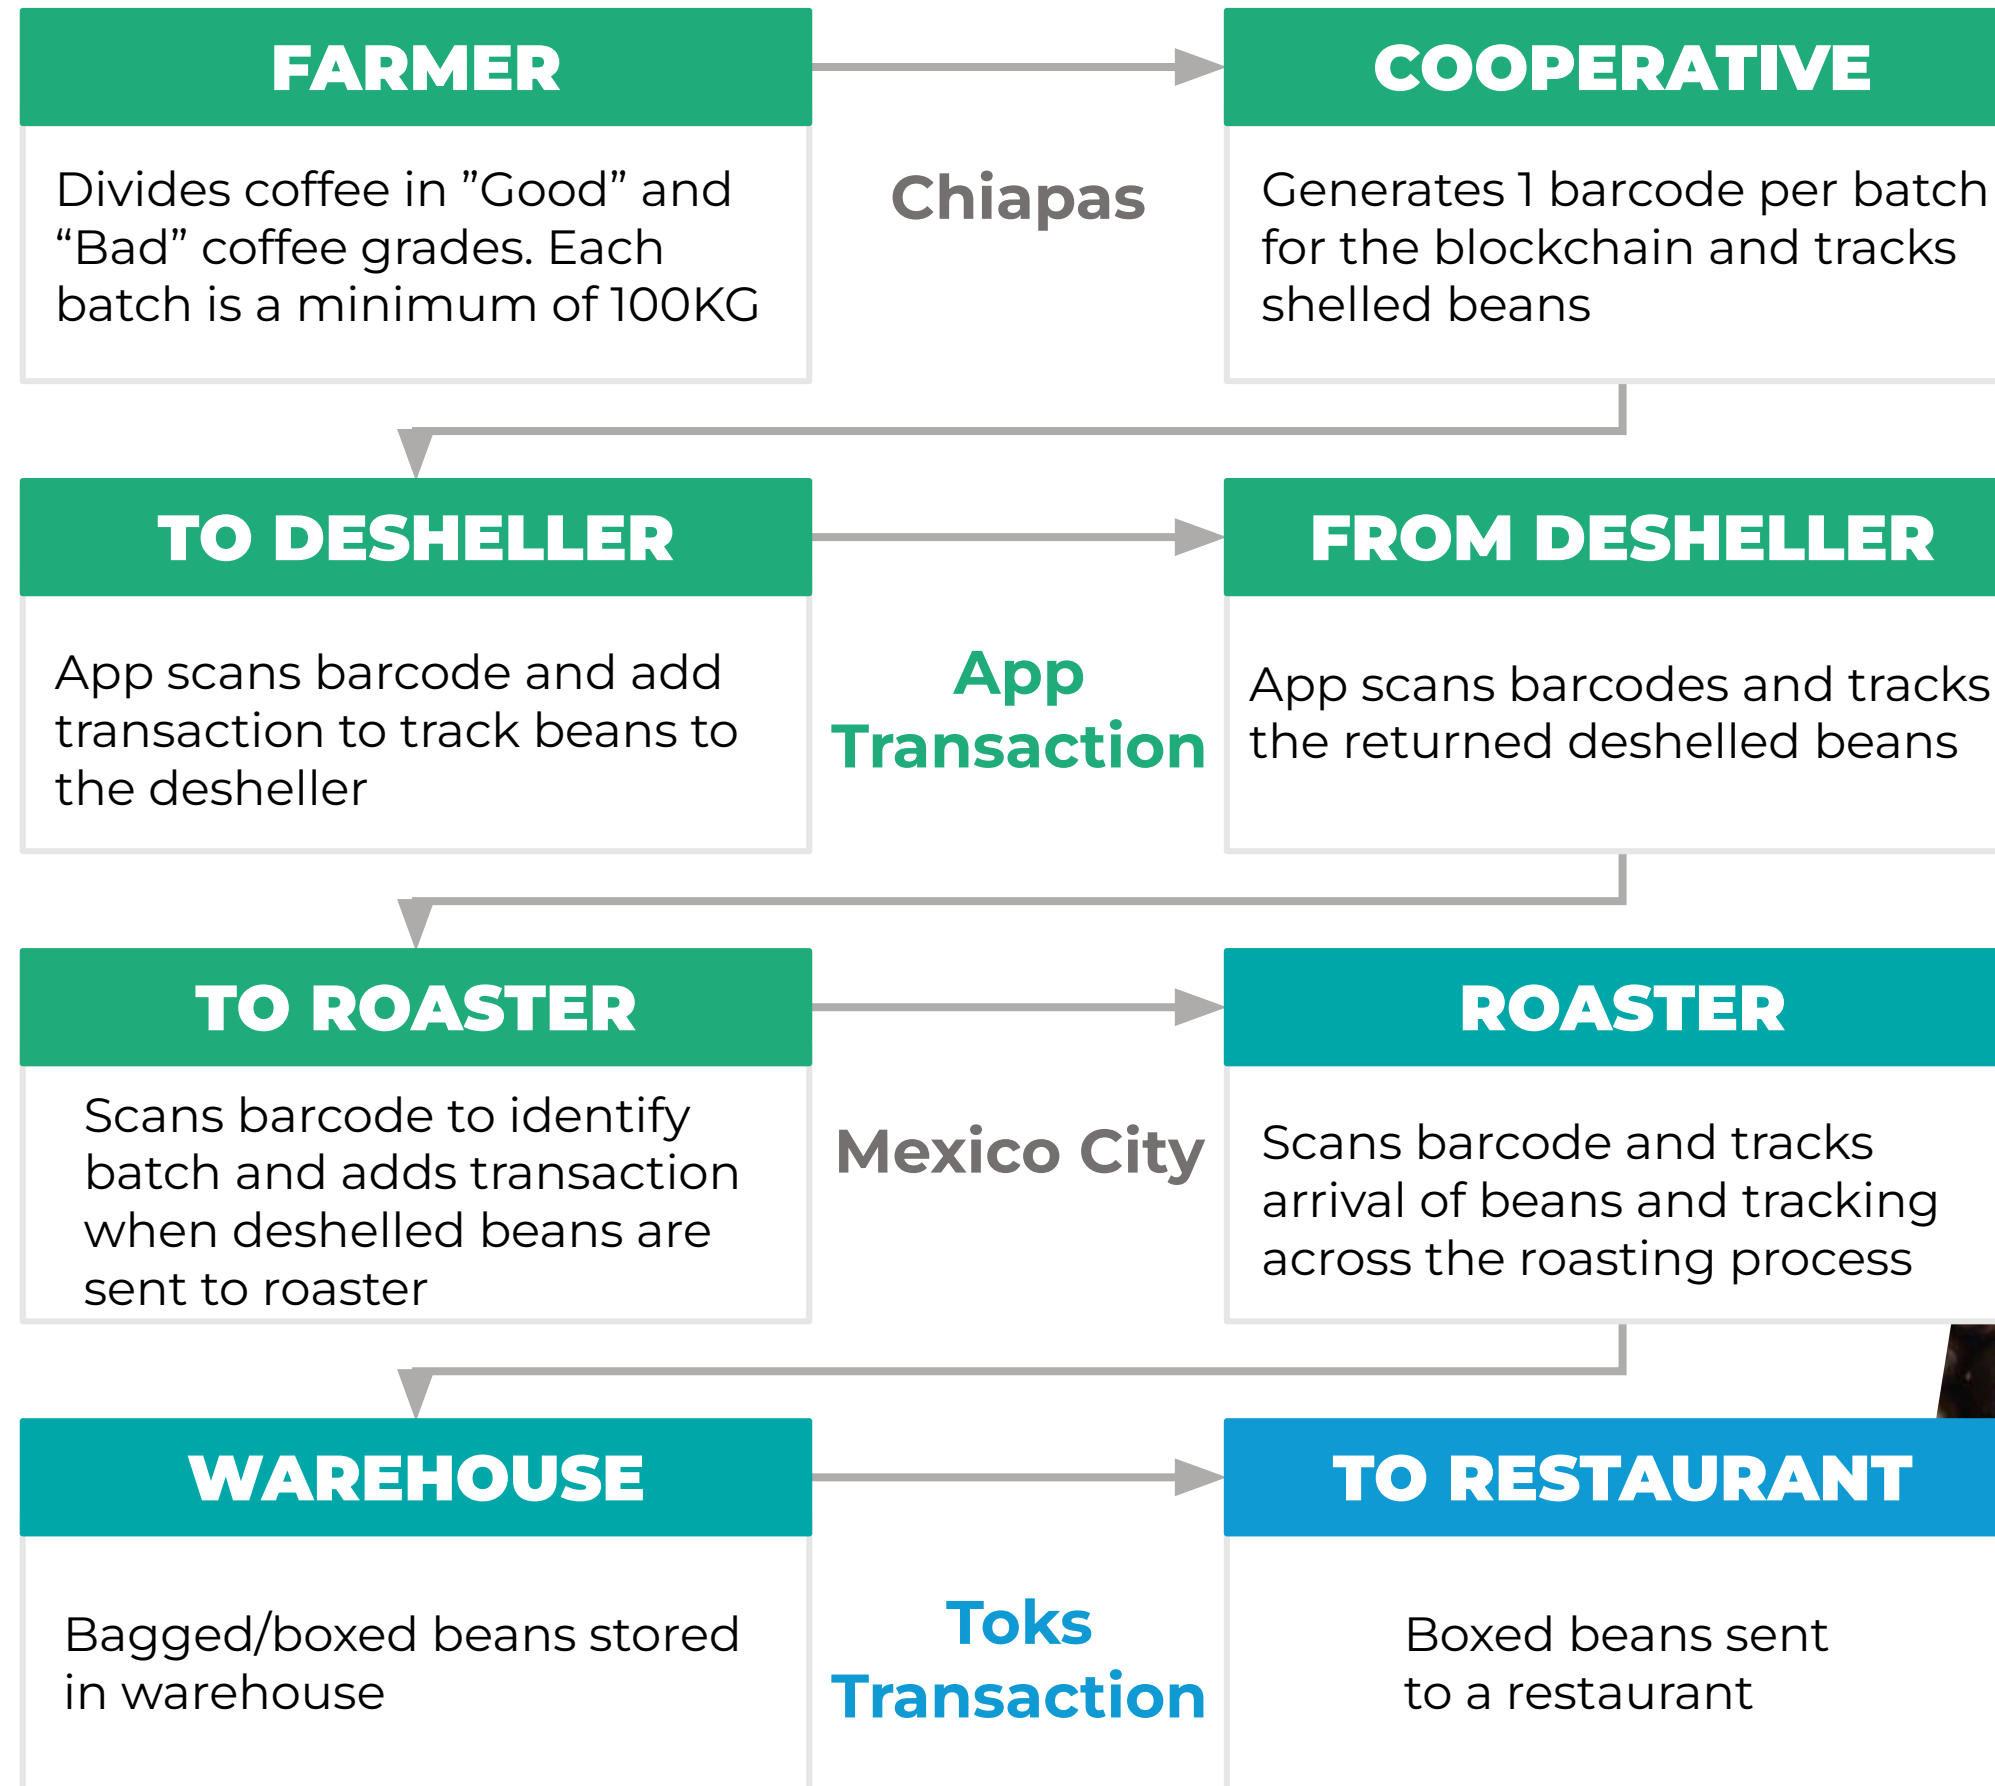 FARMER
Divides coffee in ”Good” and
“Bad” coffee grades. Each
batch is a minimum of 100KG
Chiapas
COOPERATIVE
Generates 1 barcode per batch
for the blockchain and tracks
shelled beans
TO DESHELLER
App scans barcode and add
transaction to track beans to
the desheller
App
Transaction
FROM DESHELLER
App scans barcodes and tracks
the returned deshelled beans
TO ROASTER
Scans barcode to identify
batch and adds transaction
when deshelled beans are
sent to roaster
Mexico City
ROASTER
Scans barcode and tracks
arrival of beans and tracking
across the roasting process
WAREHOUSE
Bagged/boxed beans stored
in warehouse
Toks
Transaction
TO RESTAURANT
Boxed beans sent
to a restaurant